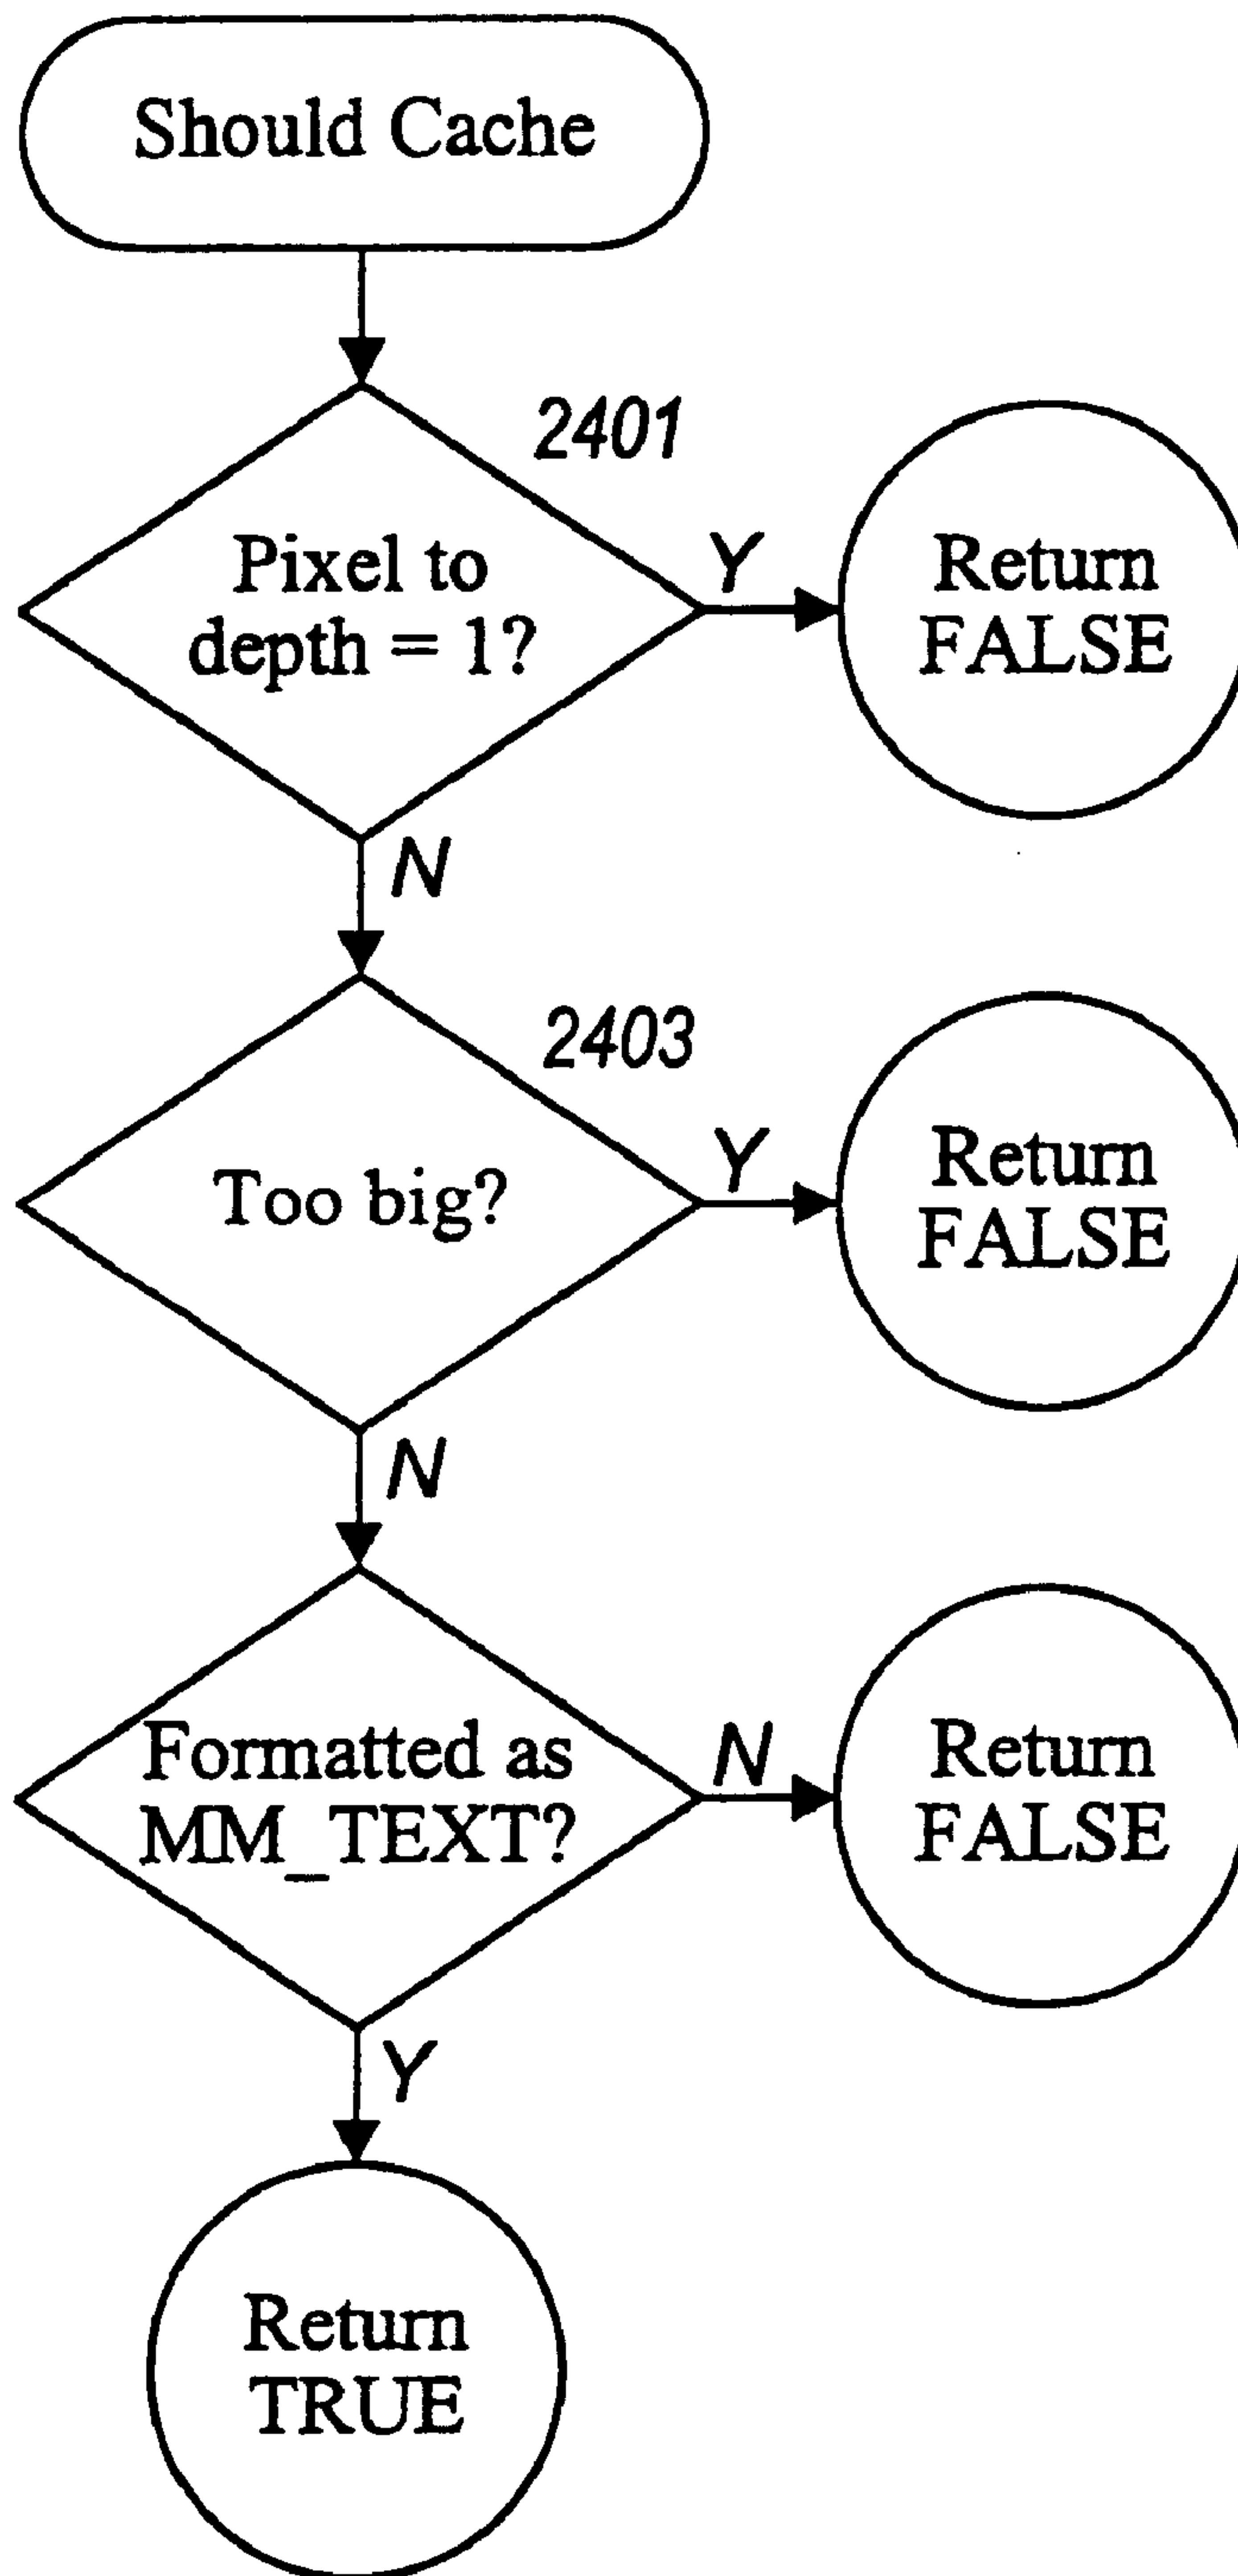 Should Cache
2401
Pixel to
depth = 1?
Y
Return
FALSE
N
2403
Too big?
Y
Return
FALSE
N
Formatted as
MM_TEXT?
N
Return
FALSE
Y
Return
TRUE